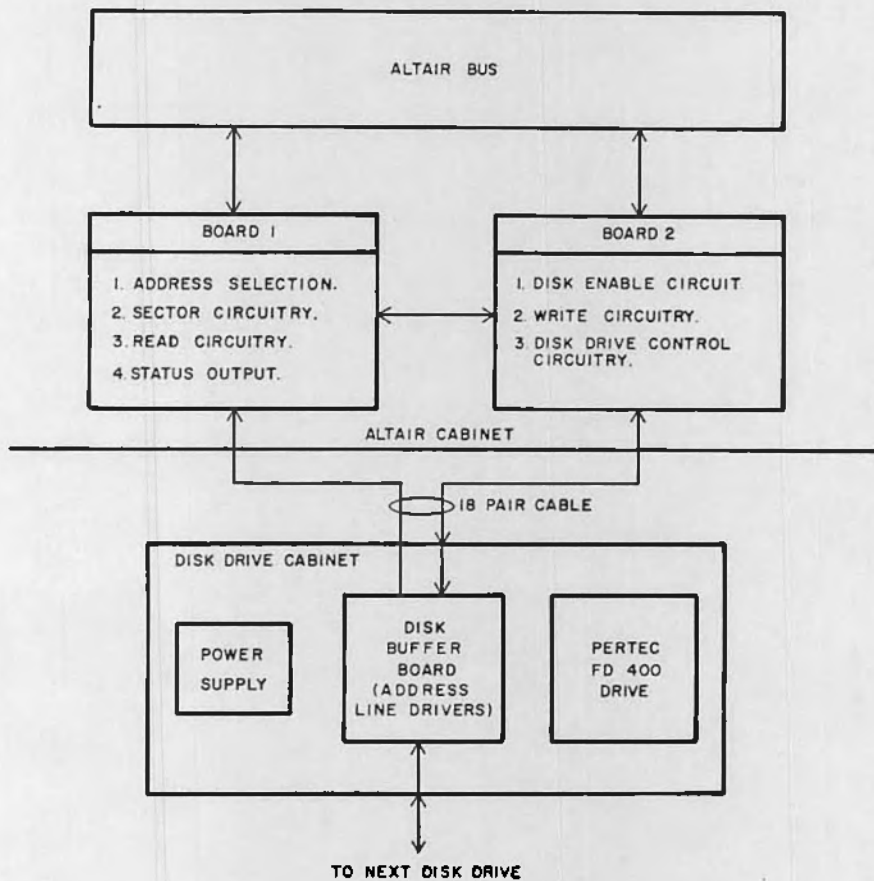 ALTAIR BUS
BOARD 1
1. ADDRESS SELECTION.
2. SECTOR CIRCUITRY.
3. READ CIRCUITRY.
4. STATUS OUTPUT.
BOARD 2
1. DISK ENABLE CIRCUIT
2. WRITE CIRCUITRY.
3. DISK DRIVE CONTROL
CIRCUITRY.
ALTAIR CABINET
18 PAIR CABLE
DISK DRIVE CABINET
POWER
SUPPLY
DISK
BUFFER
BOARD
(ADDRESS
LINE DRIVERS)
PERTEC
FD 400
DRIVE
TO NEXT DISK DRIVE